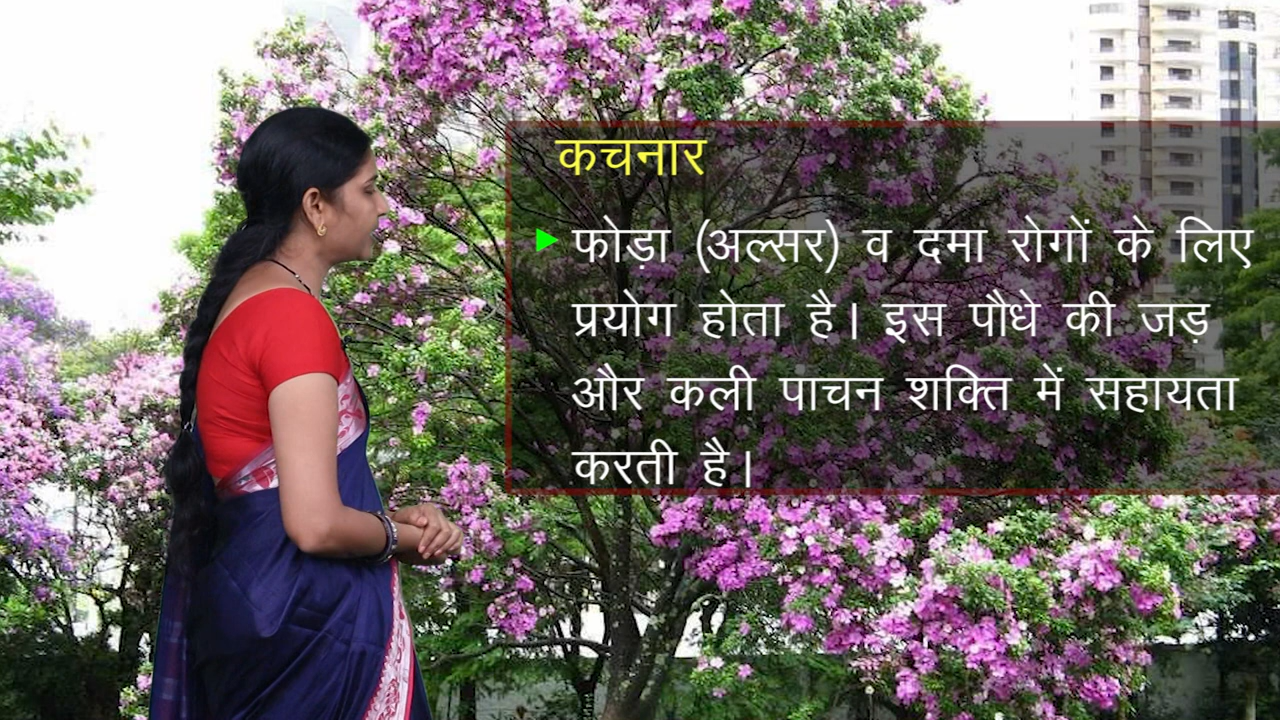 कचनार
फोड़ा (अल्सर) व दमा रोगों के लिए
प्रयोग होता है। इस पौधे की जड़
और कली पाचन शक्ति में सहायता
करती है।